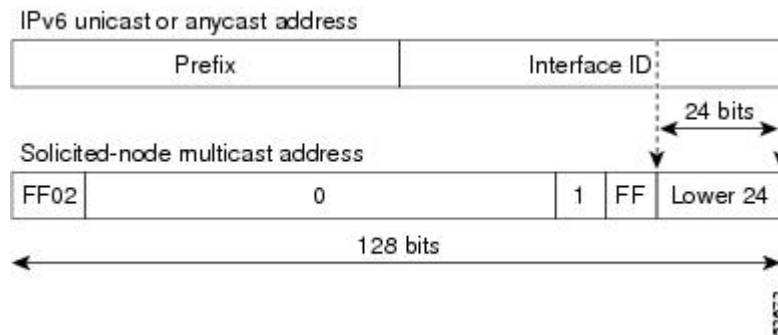 IPv6 unicast or anycast address
Prefix Interface ID
24 bits
Solicited-node multicast address
FF02 0 1 FF Lower 24
128 bits